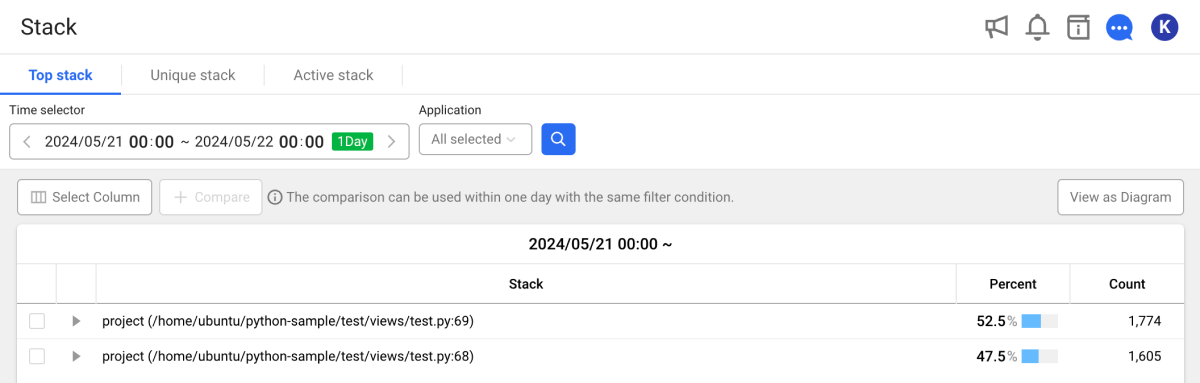 Stack
K
Top stack
Unique stack
Active stack
Time selector
Application
2024/05/21 00:00 ~ 2024/05/22 00:00 1Day
All selected
Select Column
Compare
The comparison can be used within one day with the same filter condition.
View as Diagram
2024/05/21 00:00 ~
Stack Percent Count
project (/home/ubuntu/python-sample/test/views/test.py:69) 52.5% 1,774
project (/home/ubuntu/python-sample/test/views/test.py:68) 47.5% 1,605